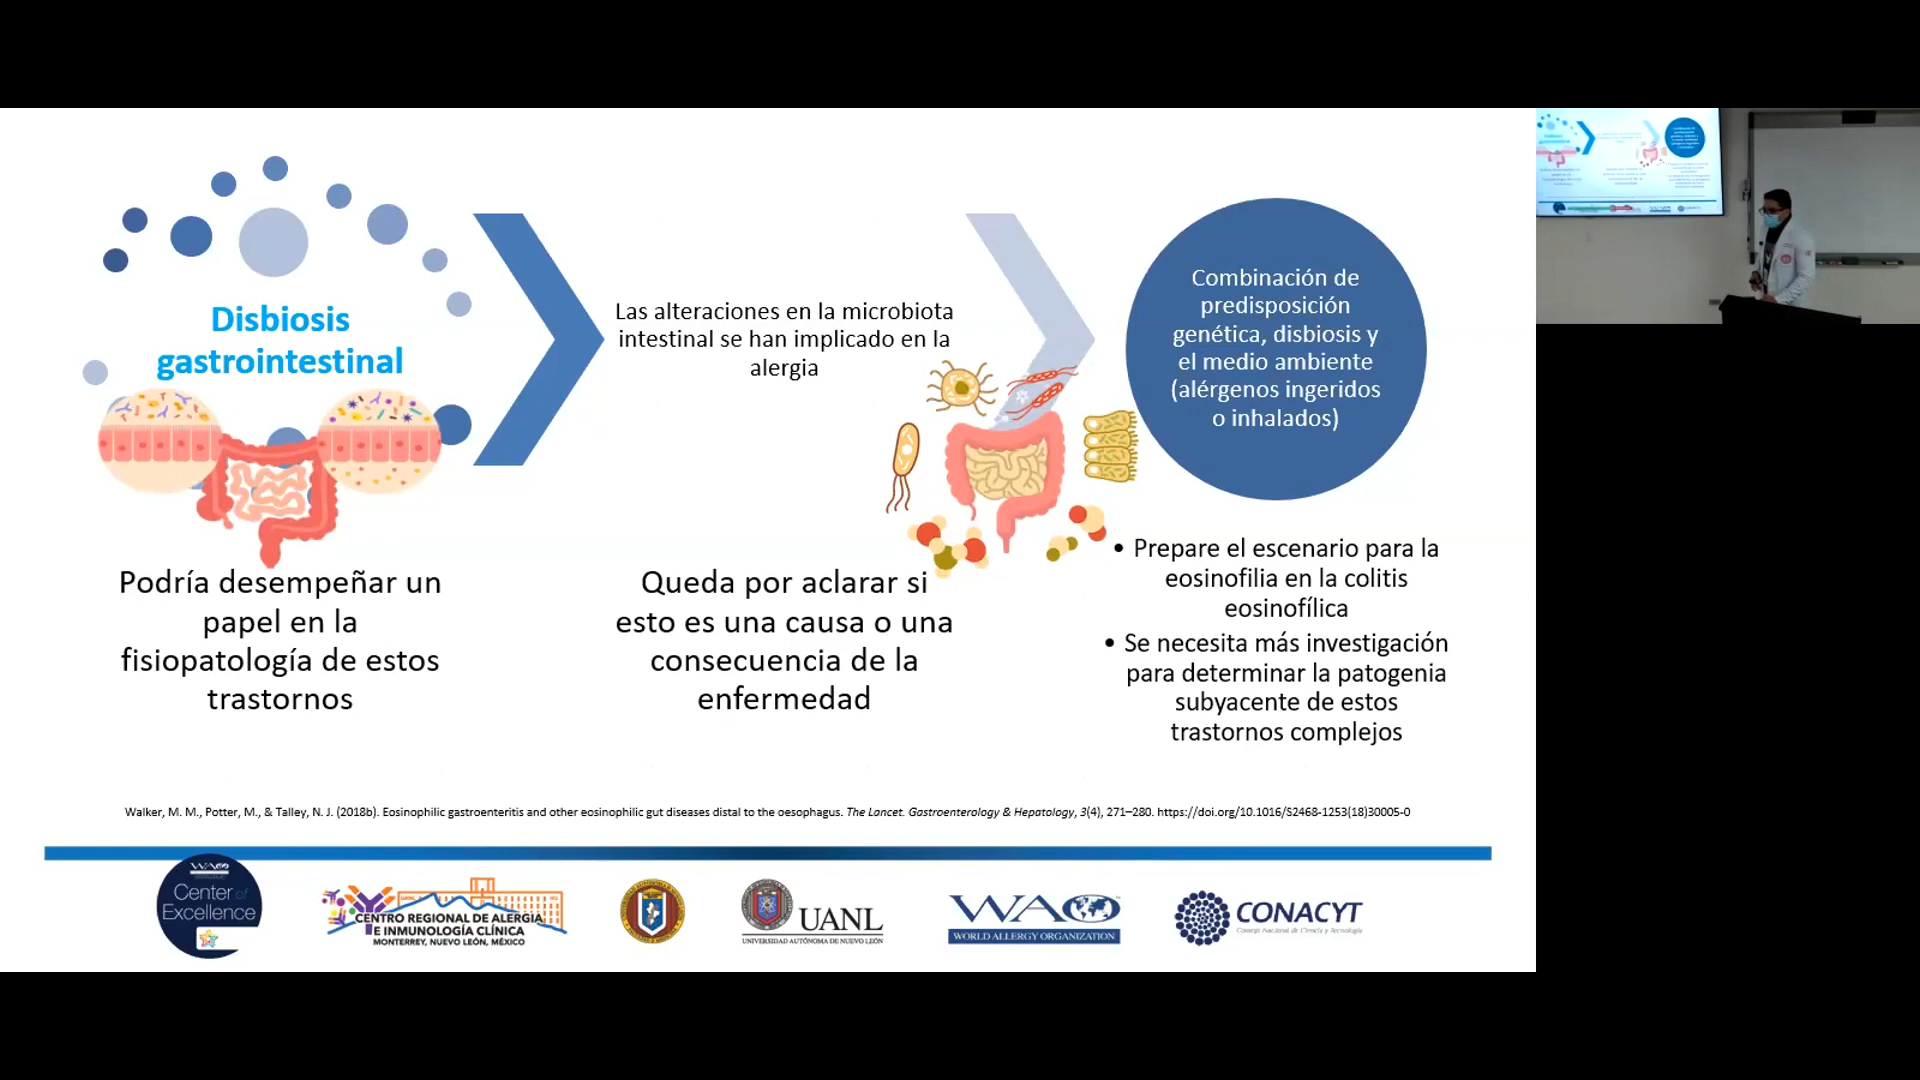 Disbiosis
gastrointestinal
Podría desempeñar un
papel en la
fisiopatología de estos
trastornos
Las alteraciones en la microbiota
intestinal se han implicado en la
alergia
Queda por aclarar si
esto es una causa o una
consecuencia de la
enfermedad
Combinación de
predisposición
genética, disbiosis y
el medio ambiente
(alérgenos ingeridos
o inhalados)
• Prepare el escenario para la
eosinofilia en la colitis
eosinofílica
• Se necesita más investigación
para determinar la patogenia
subyacente de estos
trastornos complejos
Walker, M. M., Potter, M., & Talley, N. J. (2018b). Eosinophilic gastroenteritis and other eosinophilic gut diseases distal to the oesophagus. The Lancet. Gastroenterology & Hepatology, 3(4), 271–280. https://doi.org/10.1016/S2468-1253(18)30005-0
WAO
Center of
Excellence
CENTRO REGIONAL DE ALERGIA
E INMUNOLOGÍA CLÍNICA
MONTERREY, NUEVO LEÓN, MÉXICO
UANL
UNIVERSIDAD AUTÓNOMA DE NUEVO LEÓN
WAO
WORLD ALLERGY ORGANIZATION
CONACYT
Consejo Nacional de Ciencia y Tecnología